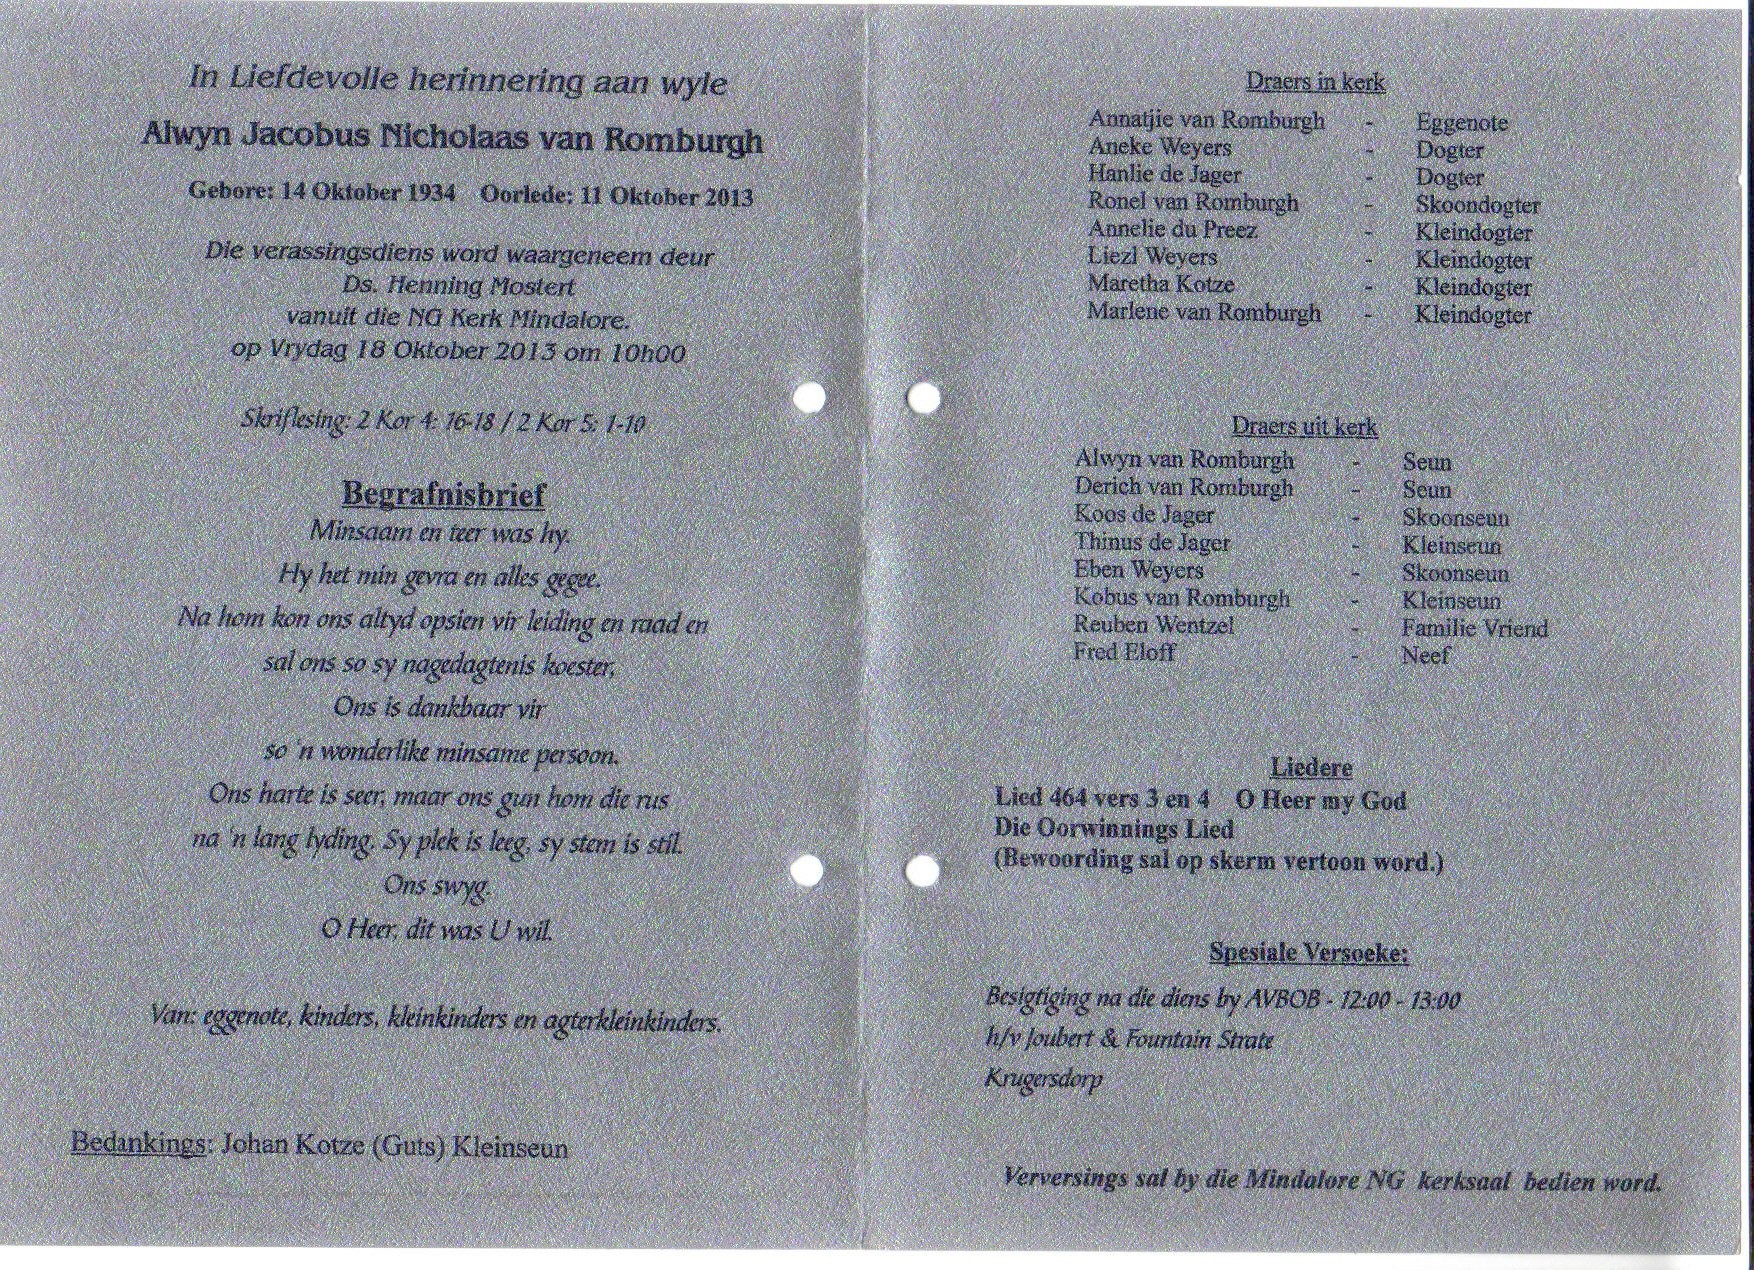 In Liefdevolle herinnering aan wyle
Alwyn Jacobus Nicholaas van Romburgh
Gebore: 14 Oktober 1934 Oorlede: 11 Oktober 2013
Die verassingsdiens word waargeneem deur
Ds. Henning Mostert
vanuit die NG Kerk Mindalore.
op Vrydag 18 Oktober 2013 om 10h00
Skriflesing: 2 Kor 4: 16-18 / 2 Kor 5: 1-10
Begrafnisbrief
Minsaam en teer was hy.
Hy het min gevra en alles gegee.
Na hom kon ons altyd opsien vir leiding en raad en
sal ons so sy nagedagtenis koester,
Ons is dankbaar vir
so 'n wonderlike minsame persoon.
Ons harte is seer, maar ons gun hom die rus
na 'n lang lyding. Sy plek is leeg, sy stem is stil.
Ons swyg.
O Heer, dit was U wil.
Van: eggenote, kinders, kleinkinders en agterkleinkinders.
Bedankings: Johan Kotze (Guts) Kleinseun
Draers in kerk
Annatjie van Romburgh - Eggenote
Aneke Weyers - Dogter
Hanlie de Jager - Dogter
Ronel van Romburgh - Skoondogter
Annelie du Preez - Kleindogter
Liezl Weyers - Kleindogter
Maretha Kotze - Kleindogter
Marlene van Romburgh - Kleindogter
Draers uit kerk
Alwyn van Romburgh - Seun
Derich van Romburgh - Seun
Koos de Jager - Skoonseun
Thinus de Jager - Kleinseun
Eben Weyers - Skoonseun
Kobus van Romburgh - Kleinseun
Reuben Wentzel - Familie Vriend
Fred Eloff - Neef
Liedere
Lied 464 vers 3 en 4 O Heer my God
Die Oorwinnings Lied
(Bewoording sal op skerm vertoon word.)
Spesiale Versoeke:
Besigtiging na die diens by AVBOB - 12:00 - 13:00
h/v Joubert & Fountain Strate
Krugersdorp
Verversings sal by die Mindalore NG kerksaal bedien word.